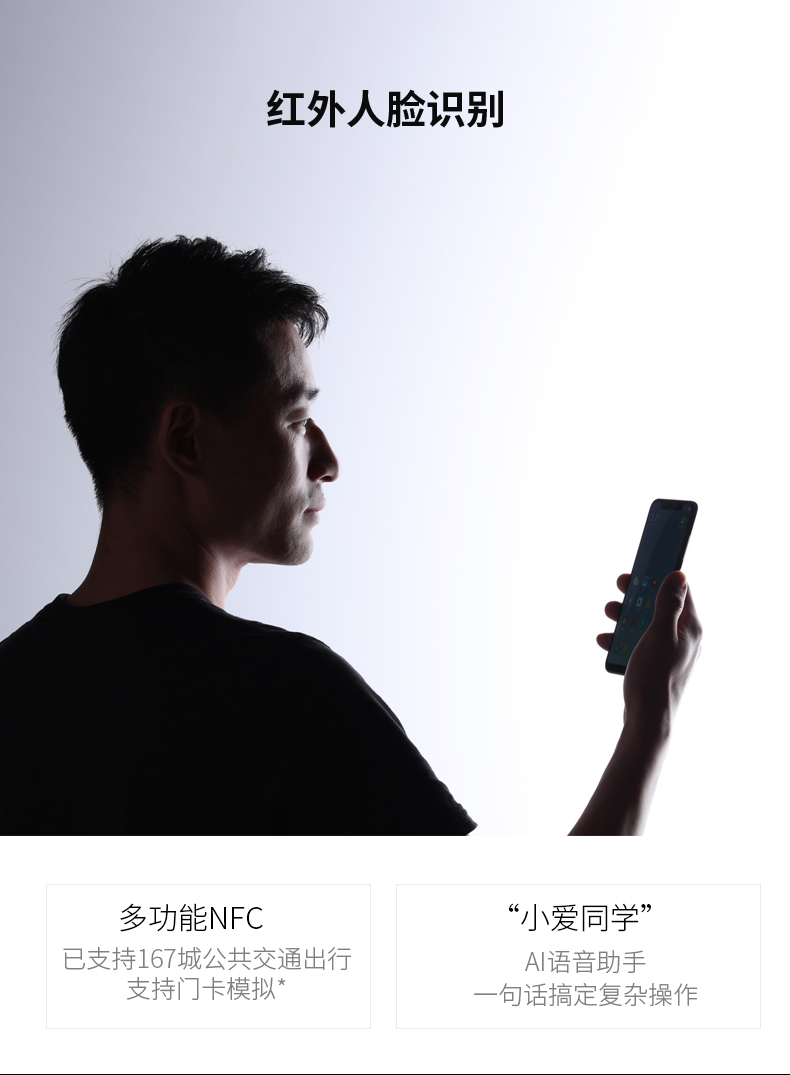 红外人脸识别
多功能NFC
已支持167城公共交通出行
支持门卡模拟*
“小爱同学”
AI语音助手
一句话搞定复杂操作